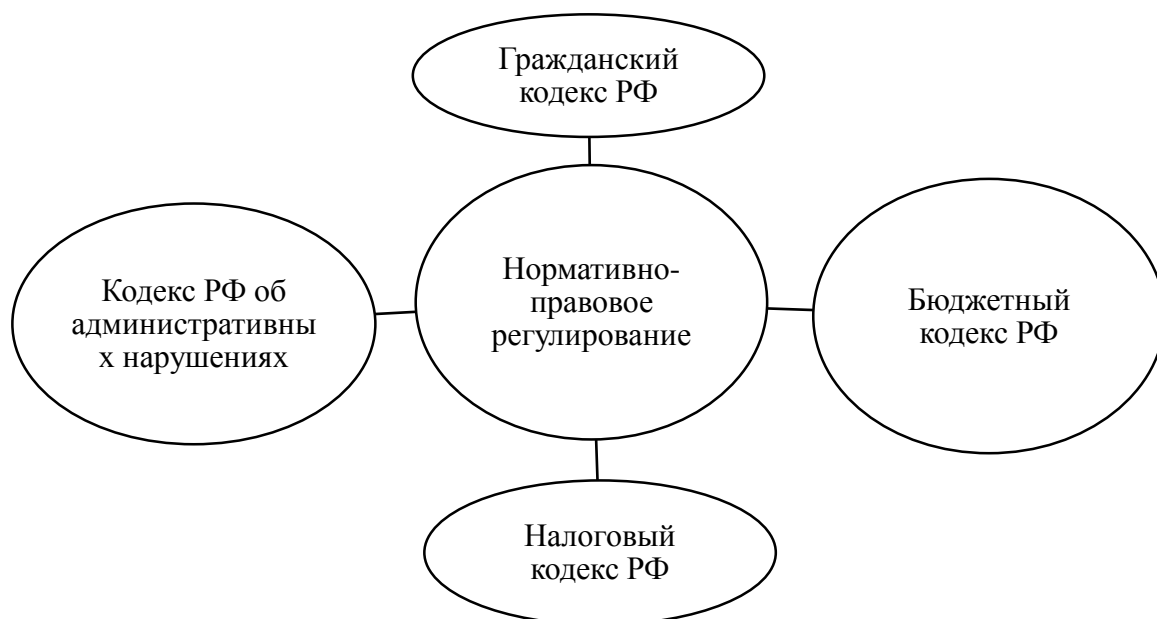 Гражданский
кодекс РФ
Кодекс РФ об
административны
х нарушениях
Нормативно-
правовое
регулирование
Бюджетный
кодекс РФ
Налоговый
кодекс РФ